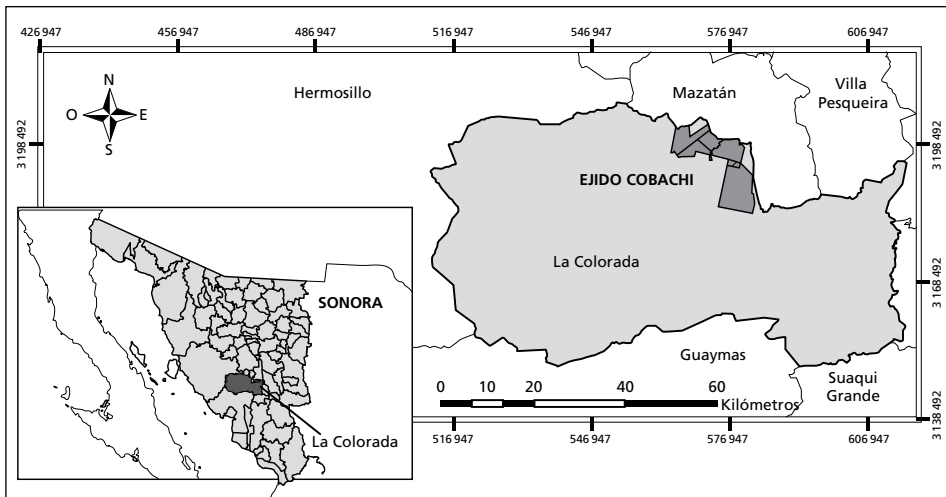 426 947 456 947 486 947 516 947 546 947 576 947 606 947
N
O E
S
Hermosillo
Mazatán
Villa
Pesqueira
3 198 492
3 198 492
EJIDO COBACHI
La Colorada
3 168 492
SONORA
La Colorada
Guaymas
Suaqui
Grande
0 10 20 40 60
Kilómetros
3 138 492
516 947 546 947 576 947 606 947